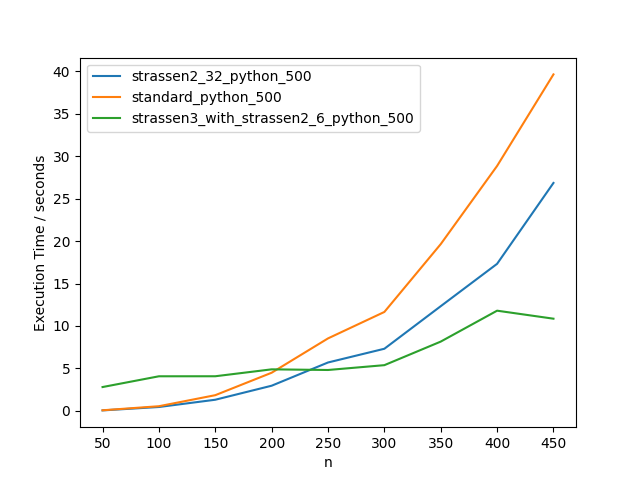 strassen2_32_python_500
standard_python_500
strassen3_with_strassen2_6_python_500
Execution Time / seconds
40
35
30
25
20
15
10
5
0
50 100 150 200 250 300 350 400 450
n